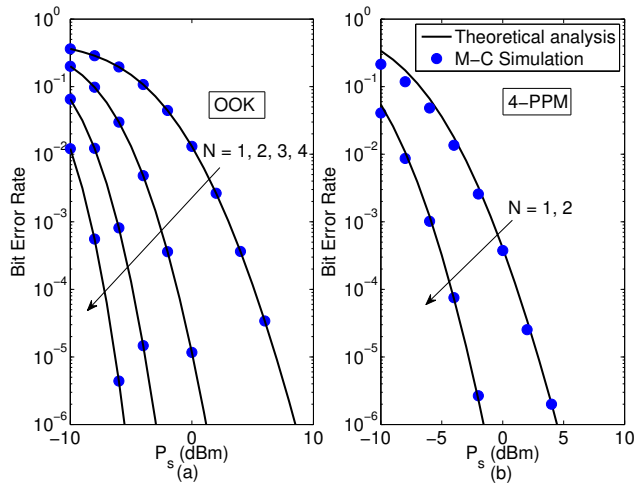 10^0
10^-1
10^-2
10^-3
10^-4
10^-5
10^-6
Bit Error Rate
-10
0
10
P_s (dBm)
(a)
OOK
N = 1, 2, 3, 4
10^0
10^-1
10^-2
10^-3
10^-4
10^-5
10^-6
Bit Error Rate
−10
−5
0
5
10
P_s (dBm)
(b)
Theoretical analysis
M−C Simulation
4−PPM
N = 1, 2